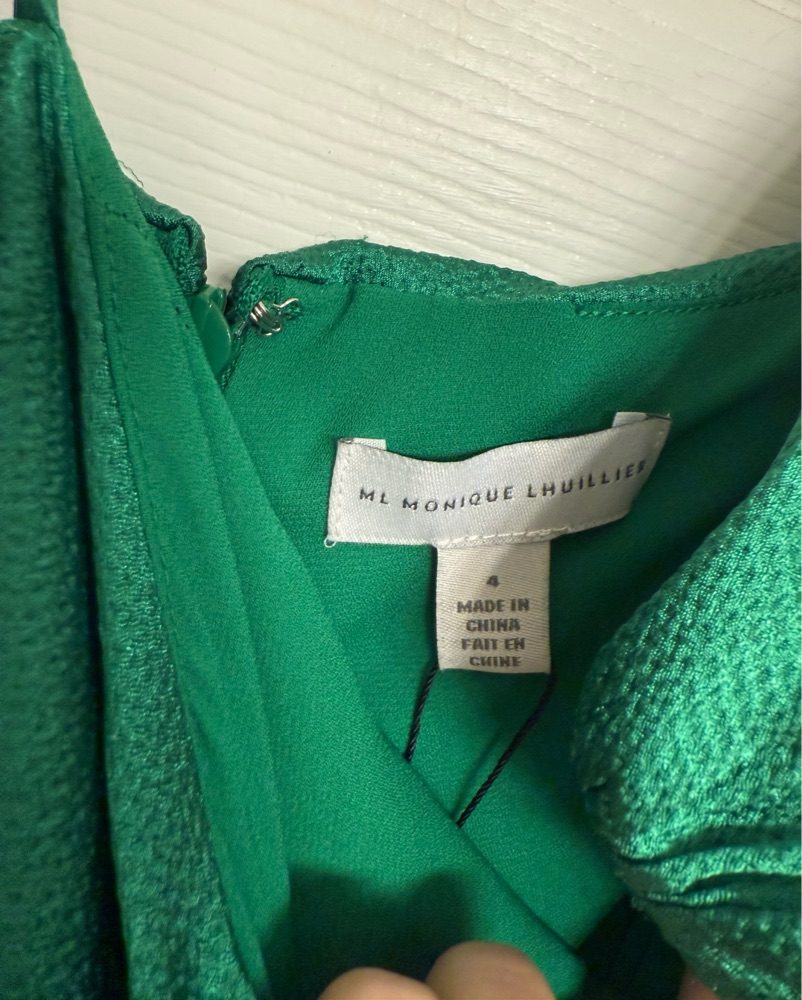 ML MONIQUE LHUILLIER
4
MADE IN
CHINA
FAIT EN
CHINE